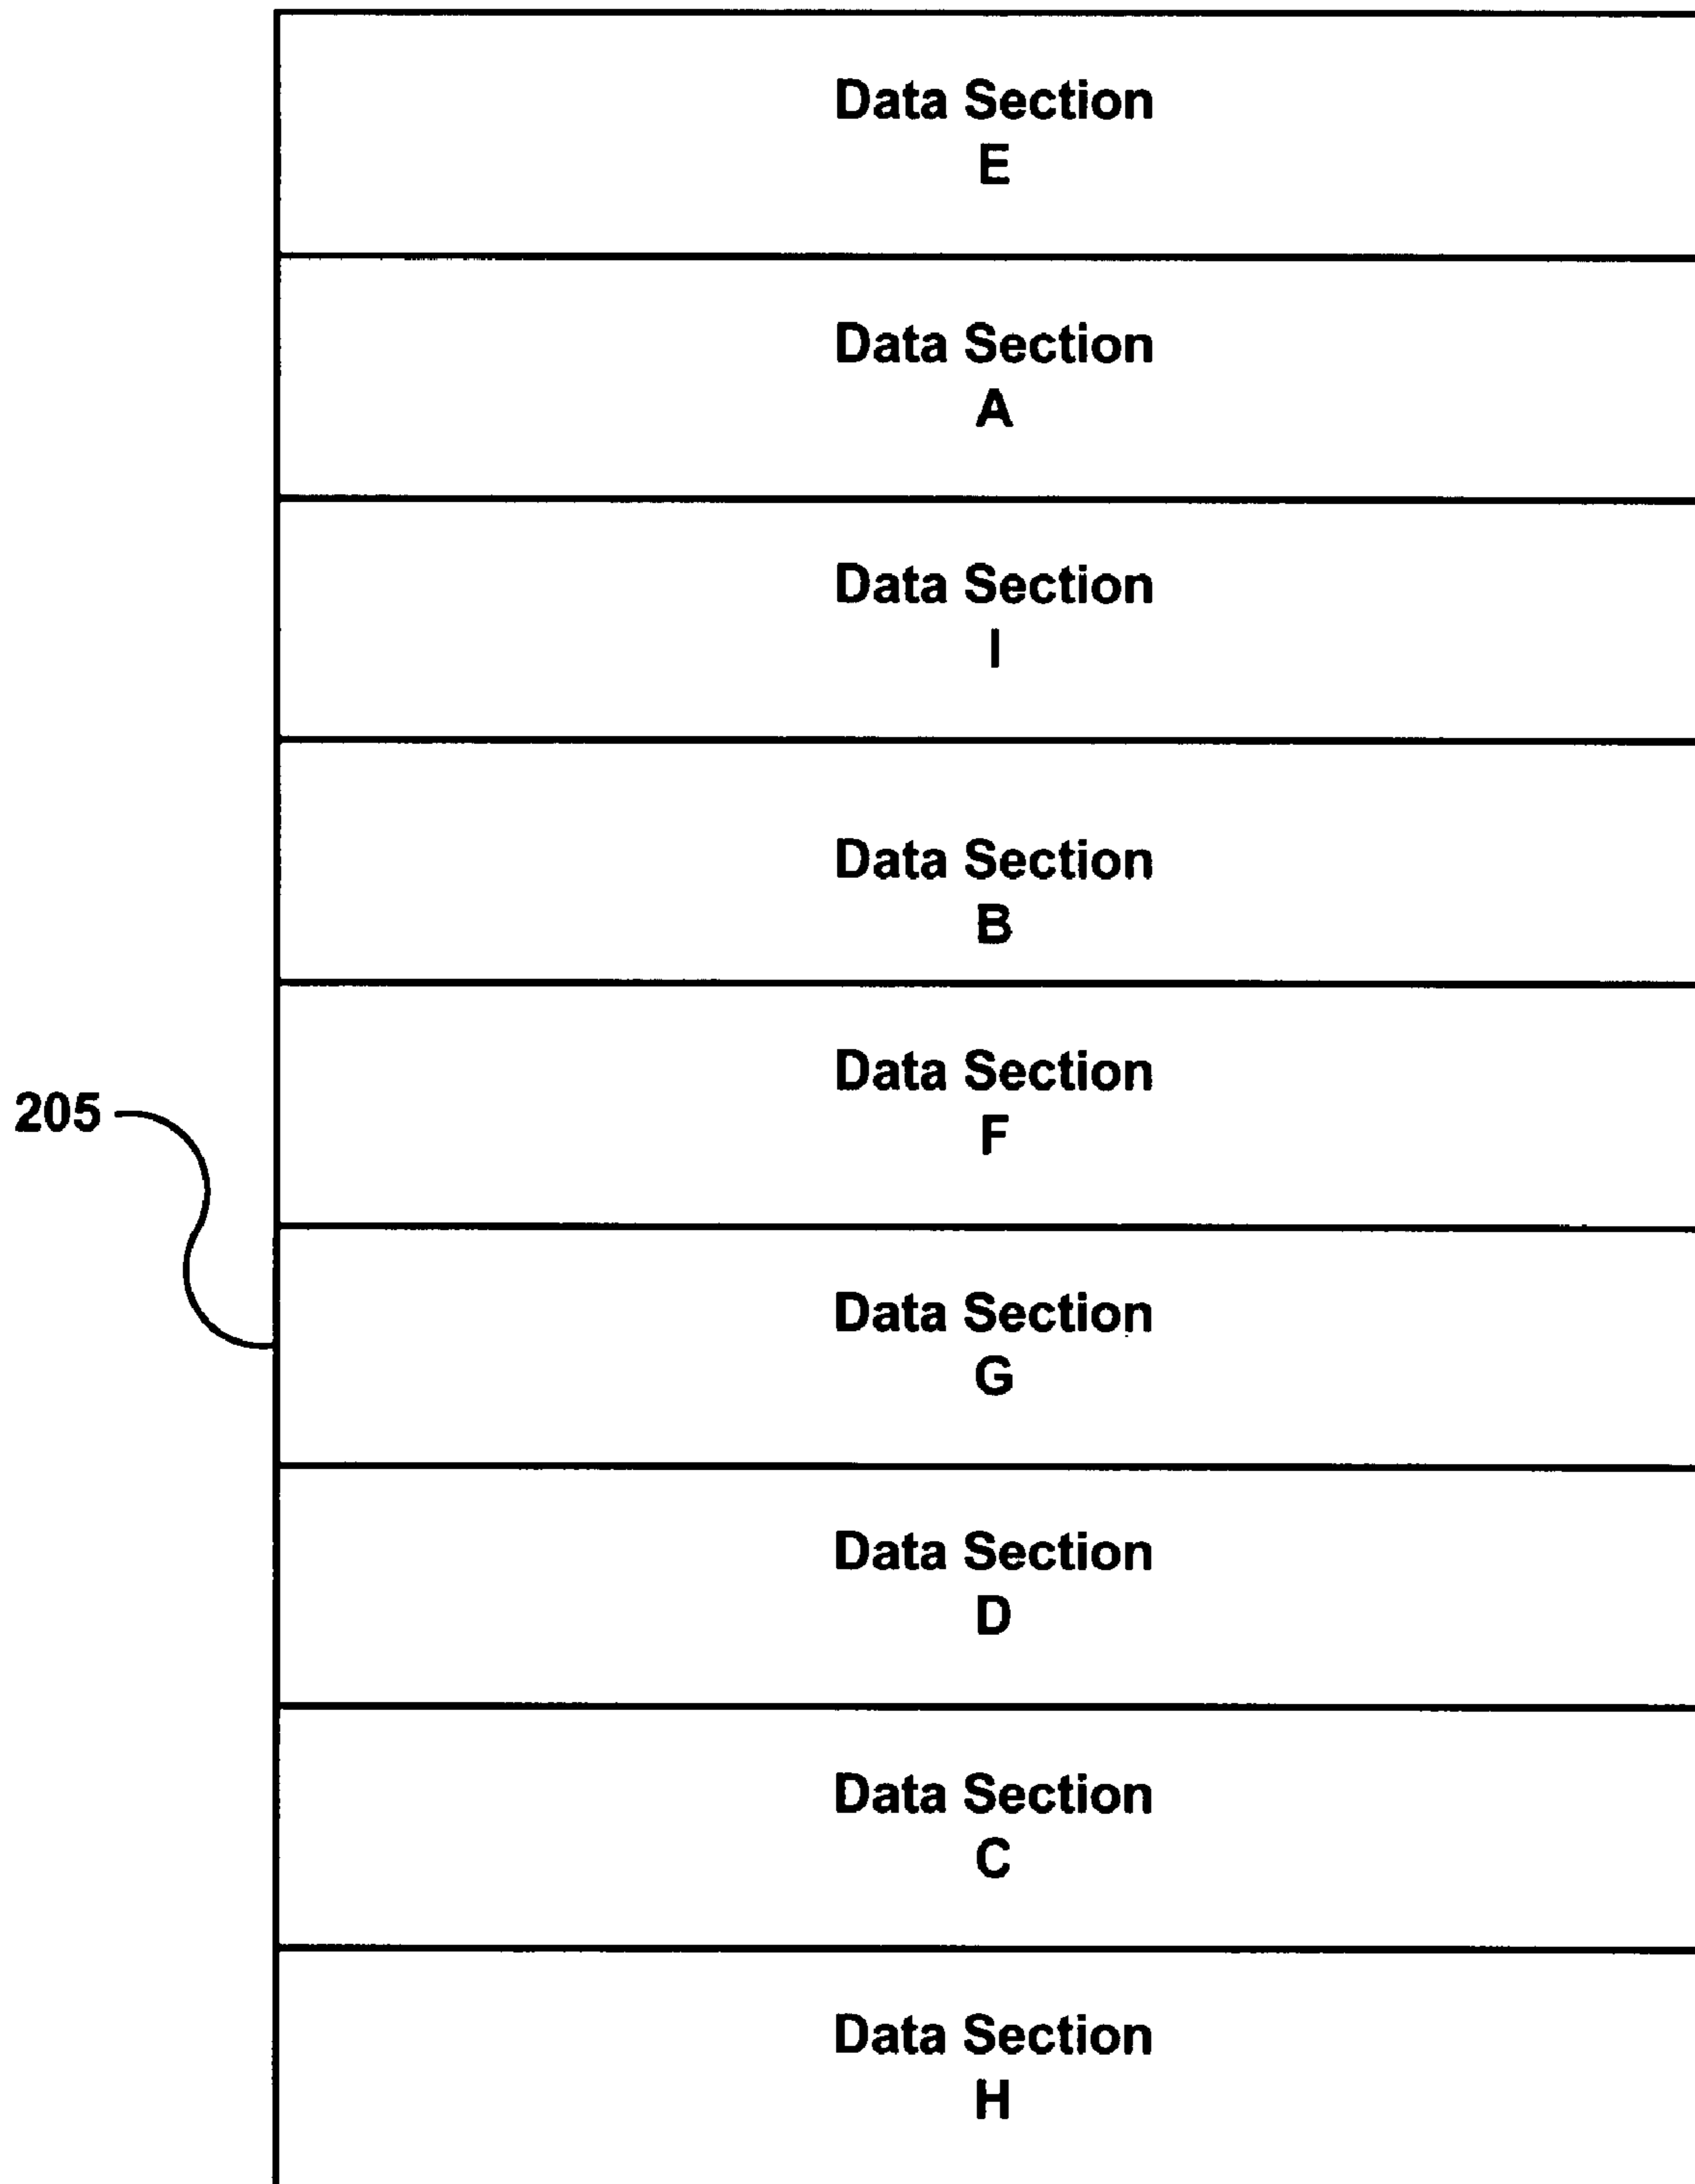 Data Section
E
Data Section
A
Data Section
I
Data Section
B
Data Section
F
205
Data Section
G
Data Section
D
Data Section
C
Data Section
H